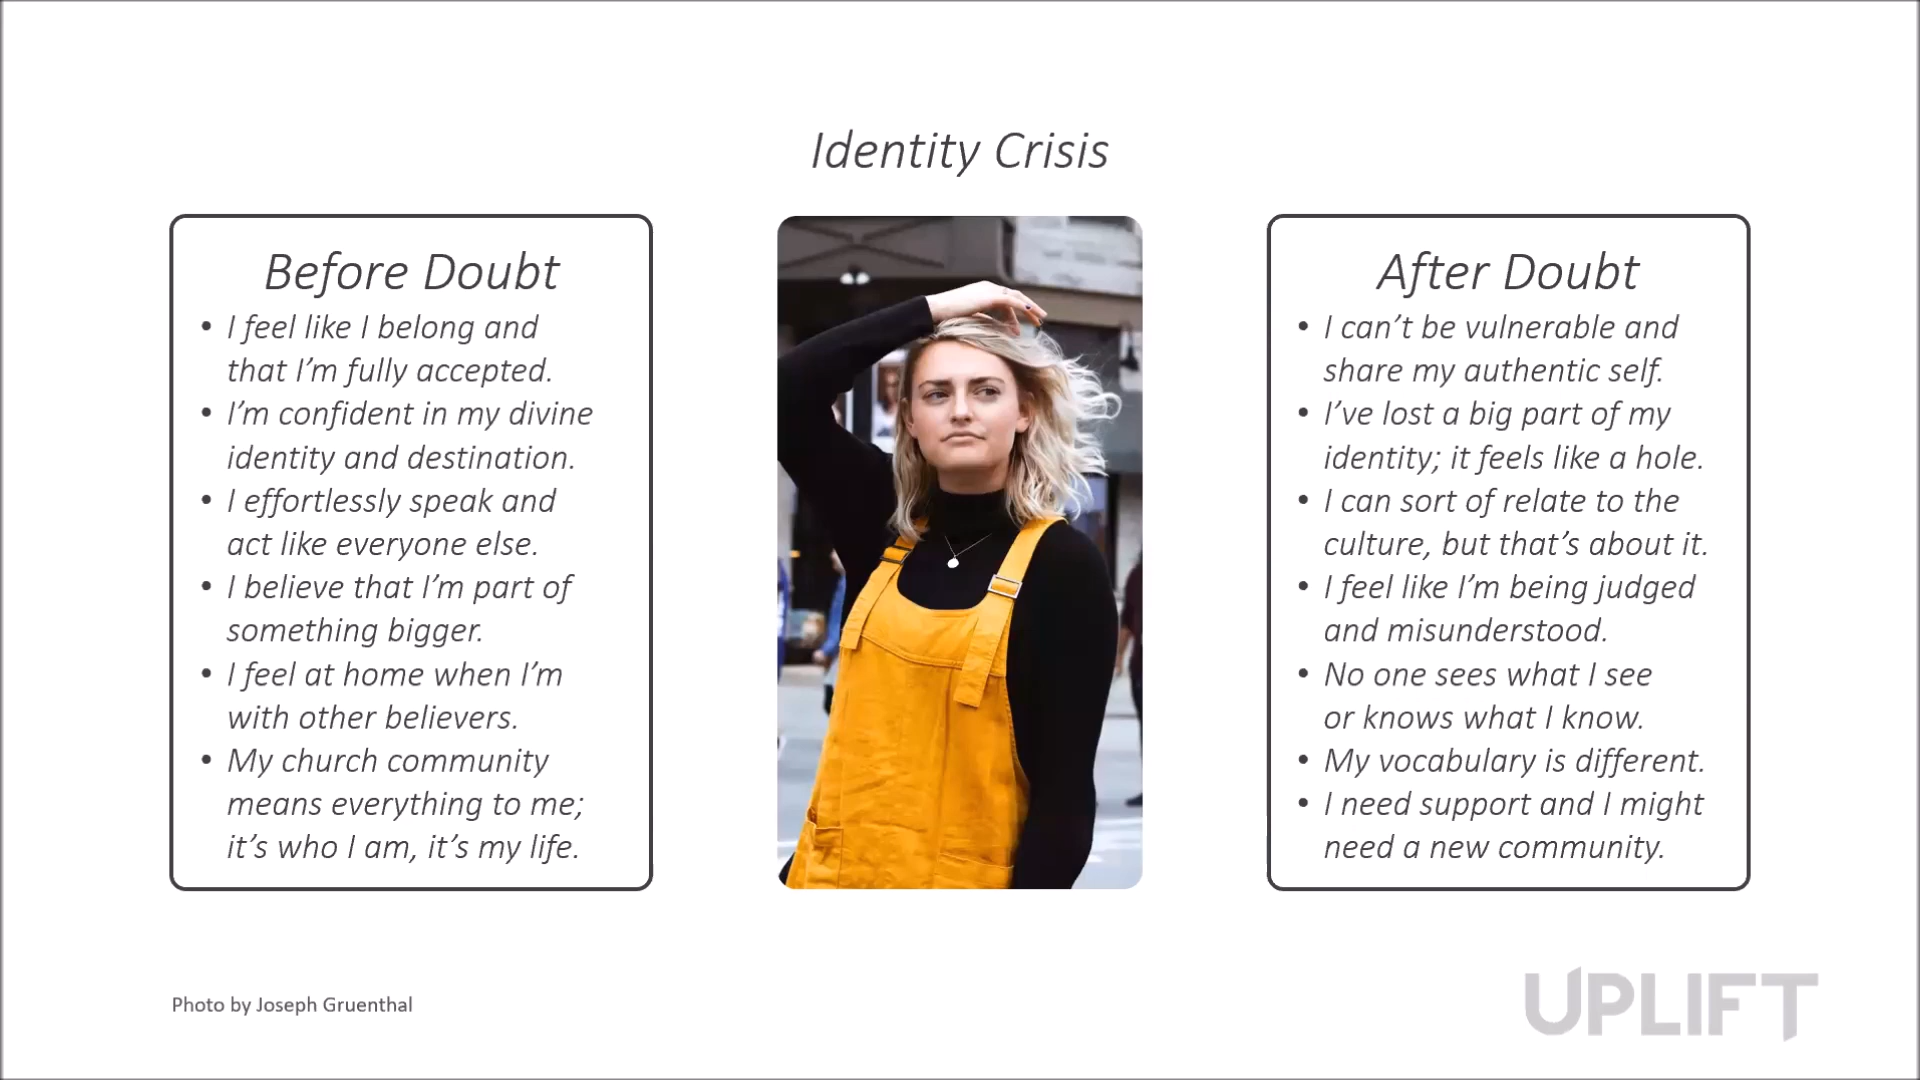 Identity Crisis
Before Doubt
• I feel like I belong and
that I’m fully accepted.
• I’m confident in my divine
identity and destination.
• I effortlessly speak and
act like everyone else.
• I believe that I’m part of
something bigger.
• I feel at home when I’m
with other believers.
• My church community
means everything to me;
it’s who I am, it’s my life.
After Doubt
• I can’t be vulnerable and
share my authentic self.
• I’ve lost a big part of my
identity; it feels like a hole.
• I can sort of relate to the
culture, but that’s about it.
• I feel like I’m being judged
and misunderstood.
• No one sees what I see
or knows what I know.
• My vocabulary is different.
• I need support and I might
need a new community.
Photo by Joseph Gruenthal
UPLIFT